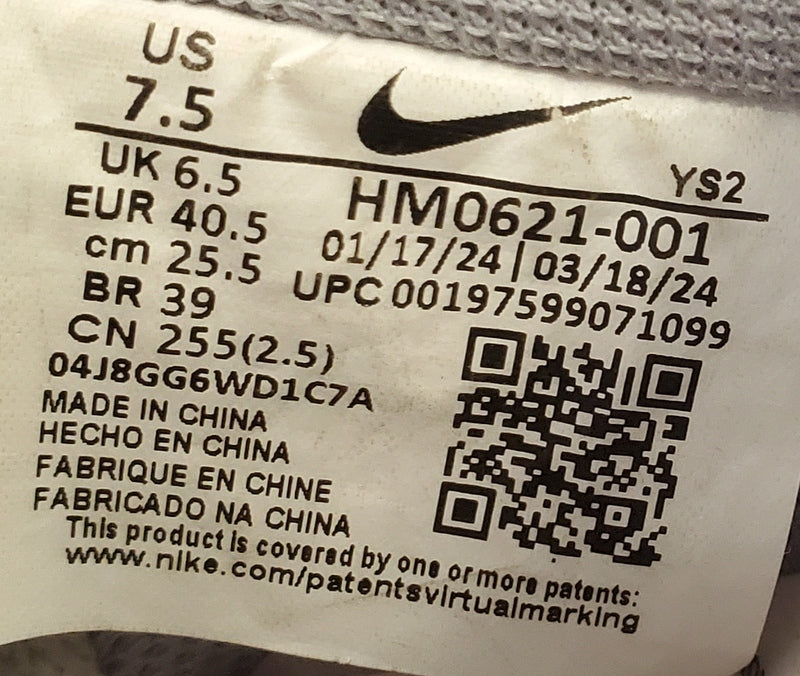 US
7.5
YS2
UK 6.5
EUR 40.5
cm 25.5
BR 39
CN 255(2.5)
HM0621-001
01/17/24 | 03/18/24
UPC 00197599071099
04J8GG6WD1C7A
MADE IN CHINA
HECHO EN CHINA
FABRIQUE EN CHINE
FABRICADO NA CHINA
This product is covered by one or more patents:
www.nike.com/patentsvirtualmarking